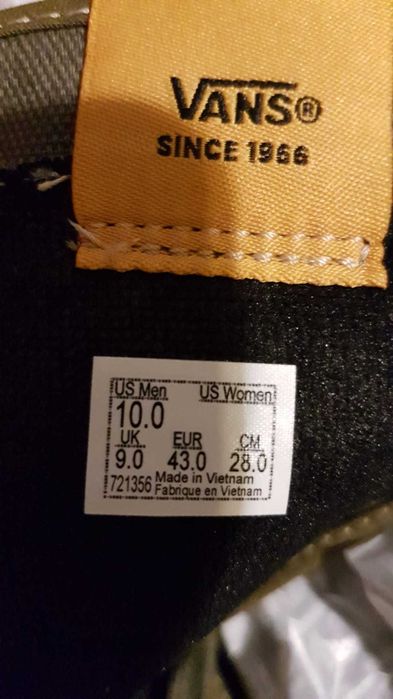 VANS®
SINCE 1966
US Men US Women
10.0
UK EUR CM
9.0 43.0 28.0
721356 Made in Vietnam
Fabrique en Vietnam